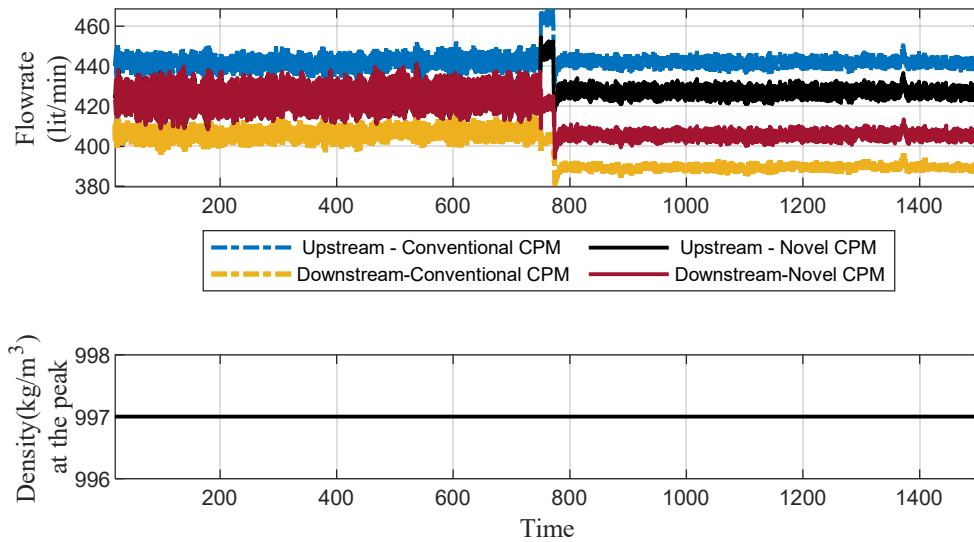 Flowrate
(lit/min)
460
440
420
400
380
200
400
600
800
1000
1200
1400
Upstream - Conventional CPM
Upstream - Novel CPM
Downstream-Conventional CPM
Downstream-Novel CPM
Density(kg/m³)
at the peak
998
997
996
200
400
600
800
1000
1200
1400
Time